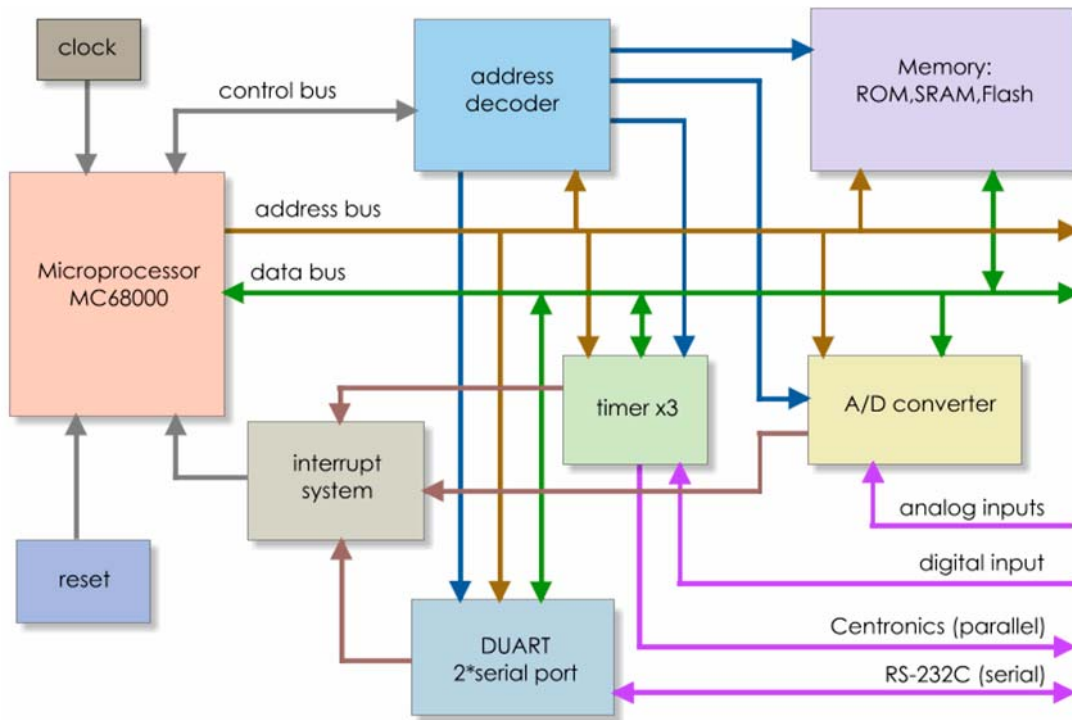 clock
control bus
address
decoder
Memory:
ROM,SRAM,Flash
address bus
Microprocessor
MC68000
data bus
timer x3
A/D converter
interrupt
system
analog inputs
reset
digital input
Centronics (parallel)
DUART
2*serial port
RS-232C (serial)